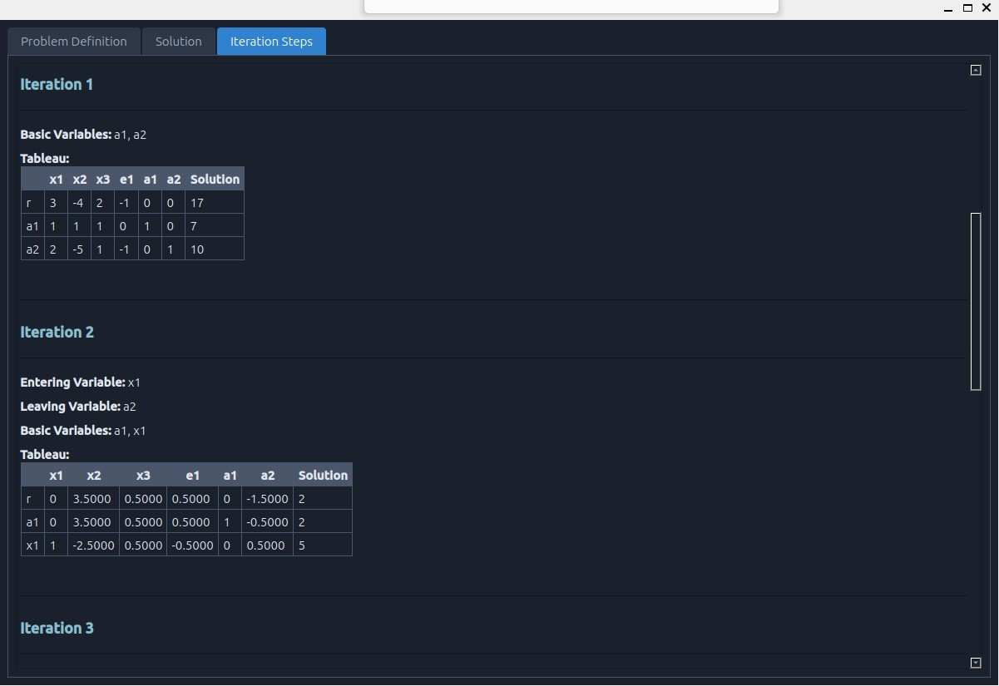 Problem Definition Solution Iteration Steps
Iteration 1
Basic Variables: a1, a2
Tableau:
x1 x2 x3 e1 a1 a2 Solution
r 3 -4 2 -1 0 0 17
a1 1 1 1 0 1 0 7
a2 2 -5 1 -1 0 1 10
Iteration 2
Entering Variable: x1
Leaving Variable: a2
Basic Variables: a1, x1
Tableau:
x1 x2 x3 e1 a1 a2 Solution
r 0 3.5000 0.5000 0.5000 0 -1.5000 2
a1 0 3.5000 0.5000 0.5000 1 -0.5000 2
x1 1 -2.5000 0.5000 -0.5000 0 0.5000 5
Iteration 3